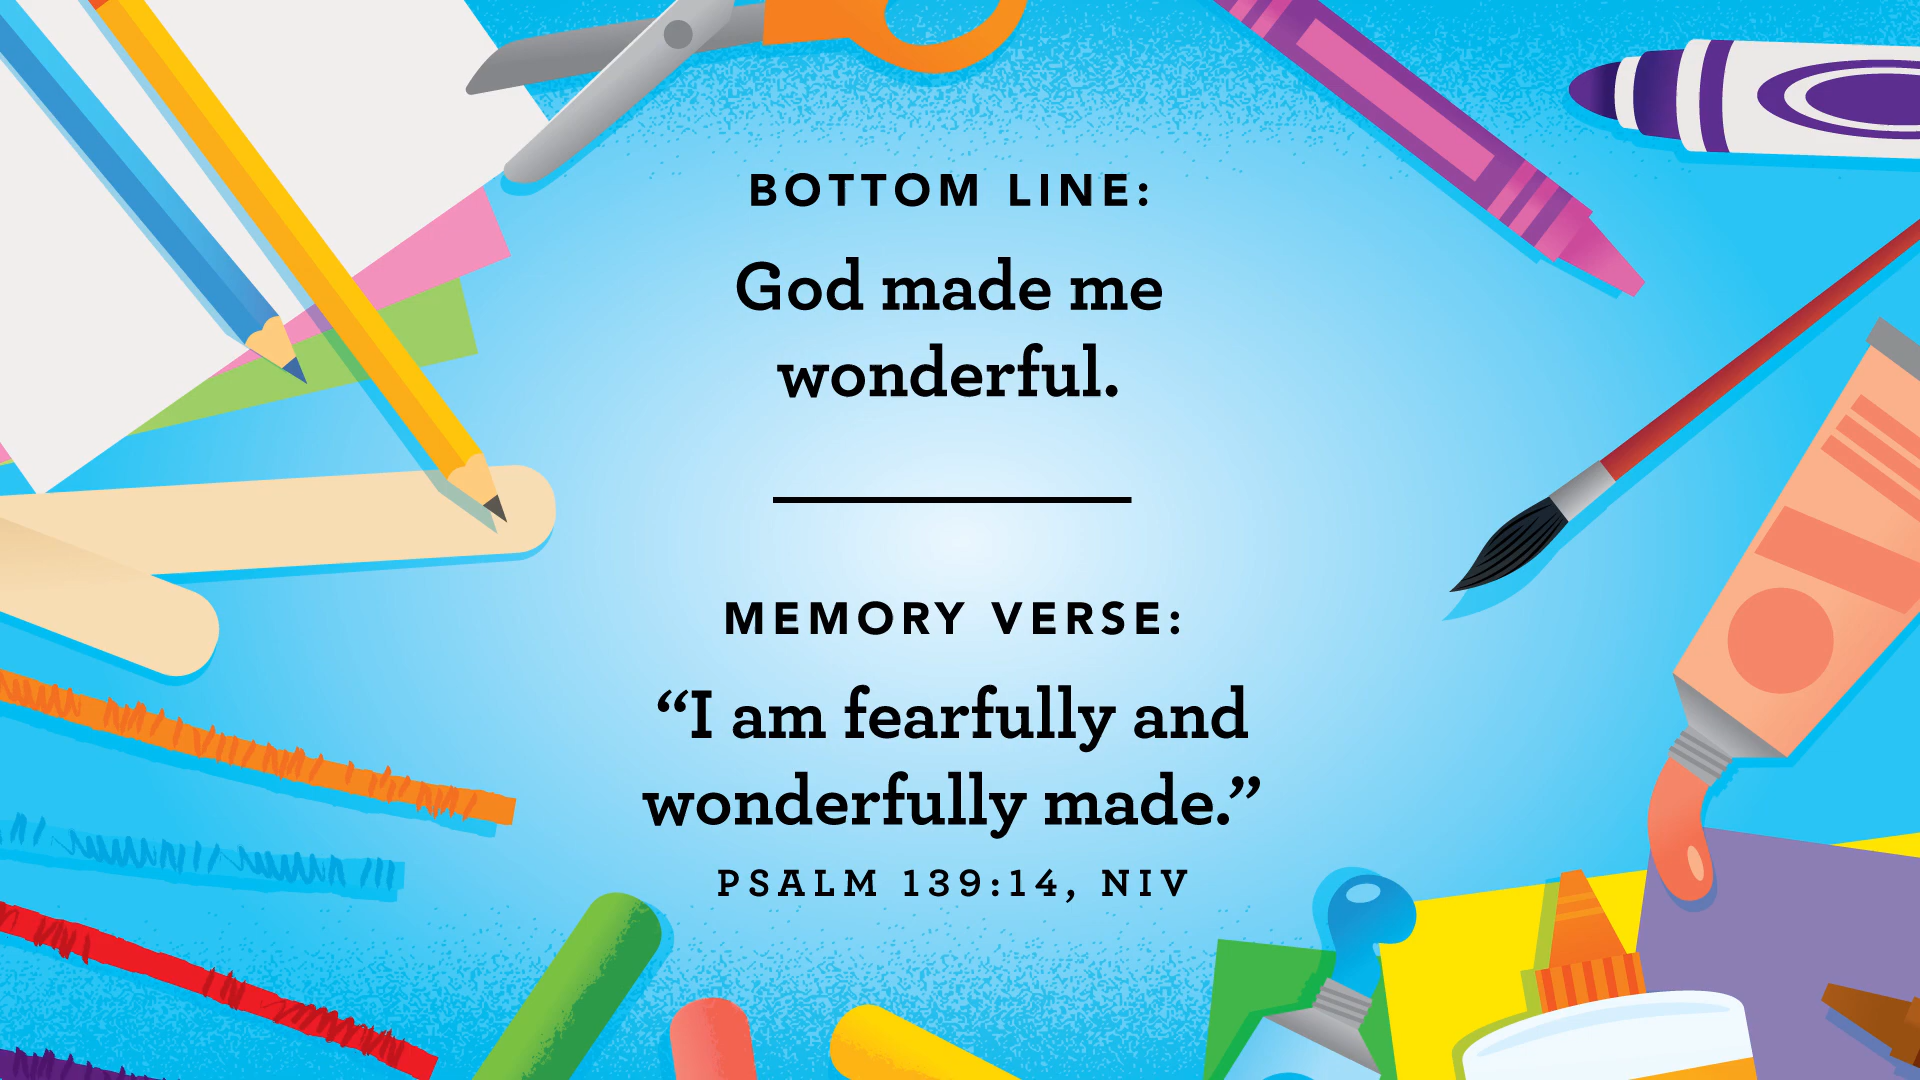 BOTTOM LINE:
God made me
wonderful.
MEMORY VERSE:
“I am fearfully and
wonderfully made.”
PSALM 139:14, NIV